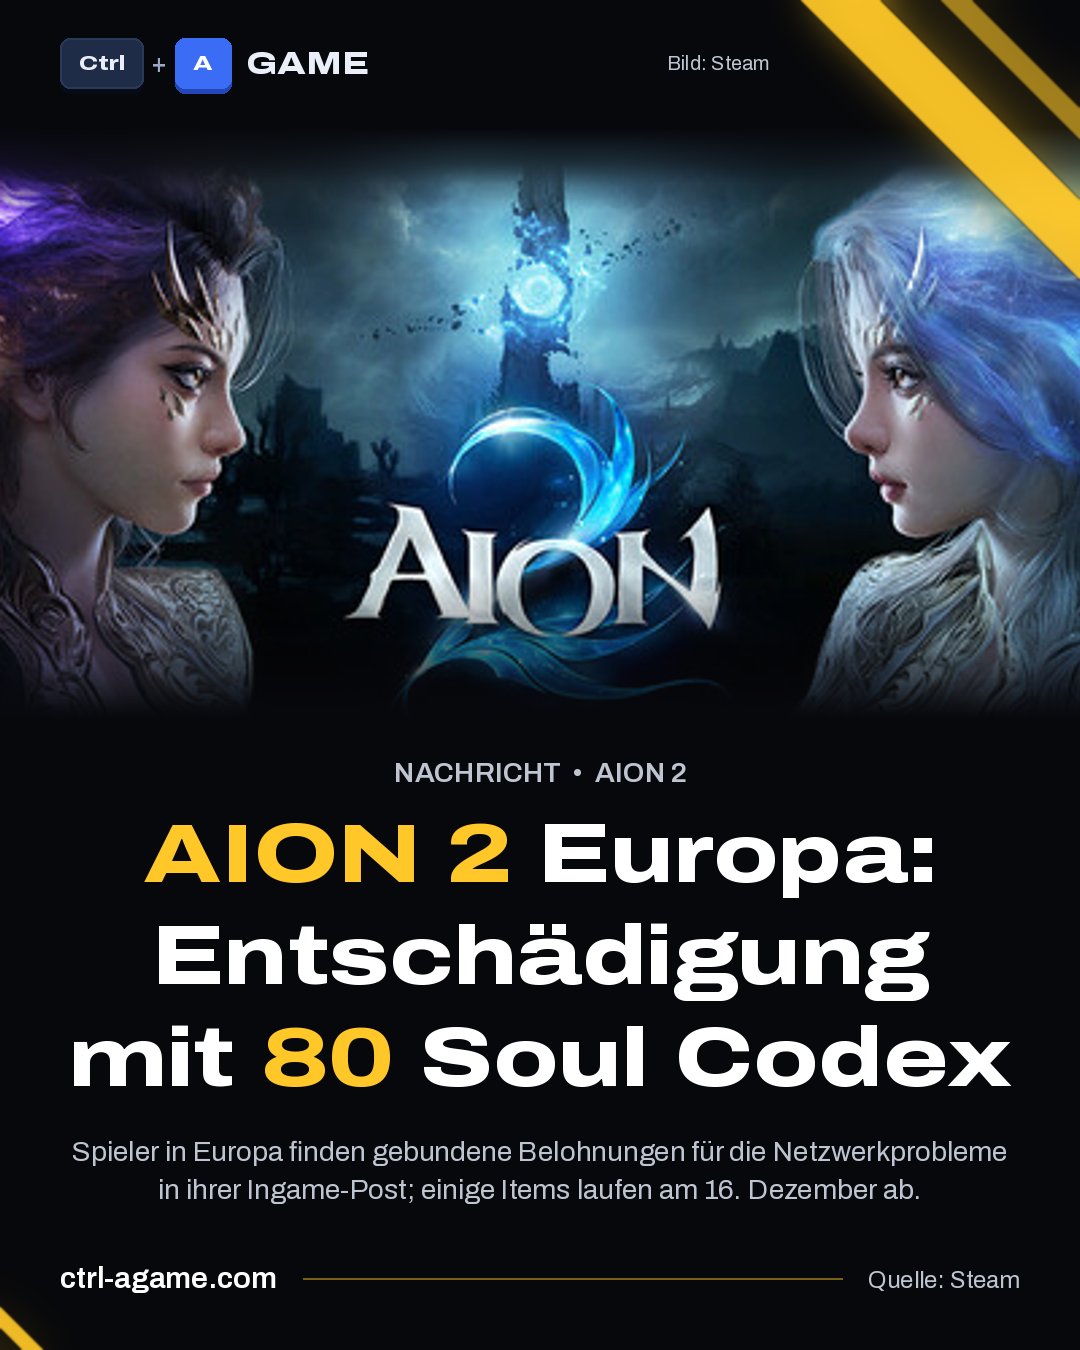 Ctrl + A GAME
Bild: Steam
AION 2
NACHRICHT • AION 2
AION 2 Europa:
Entschädigung
mit 80 Soul Codex
Spieler in Europa finden gebundene Belohnungen für die Netzwerkprobleme
in ihrer Ingame-Post; einige Items laufen am 16. Dezember ab.
ctrl-agame.com
Quelle: Steam